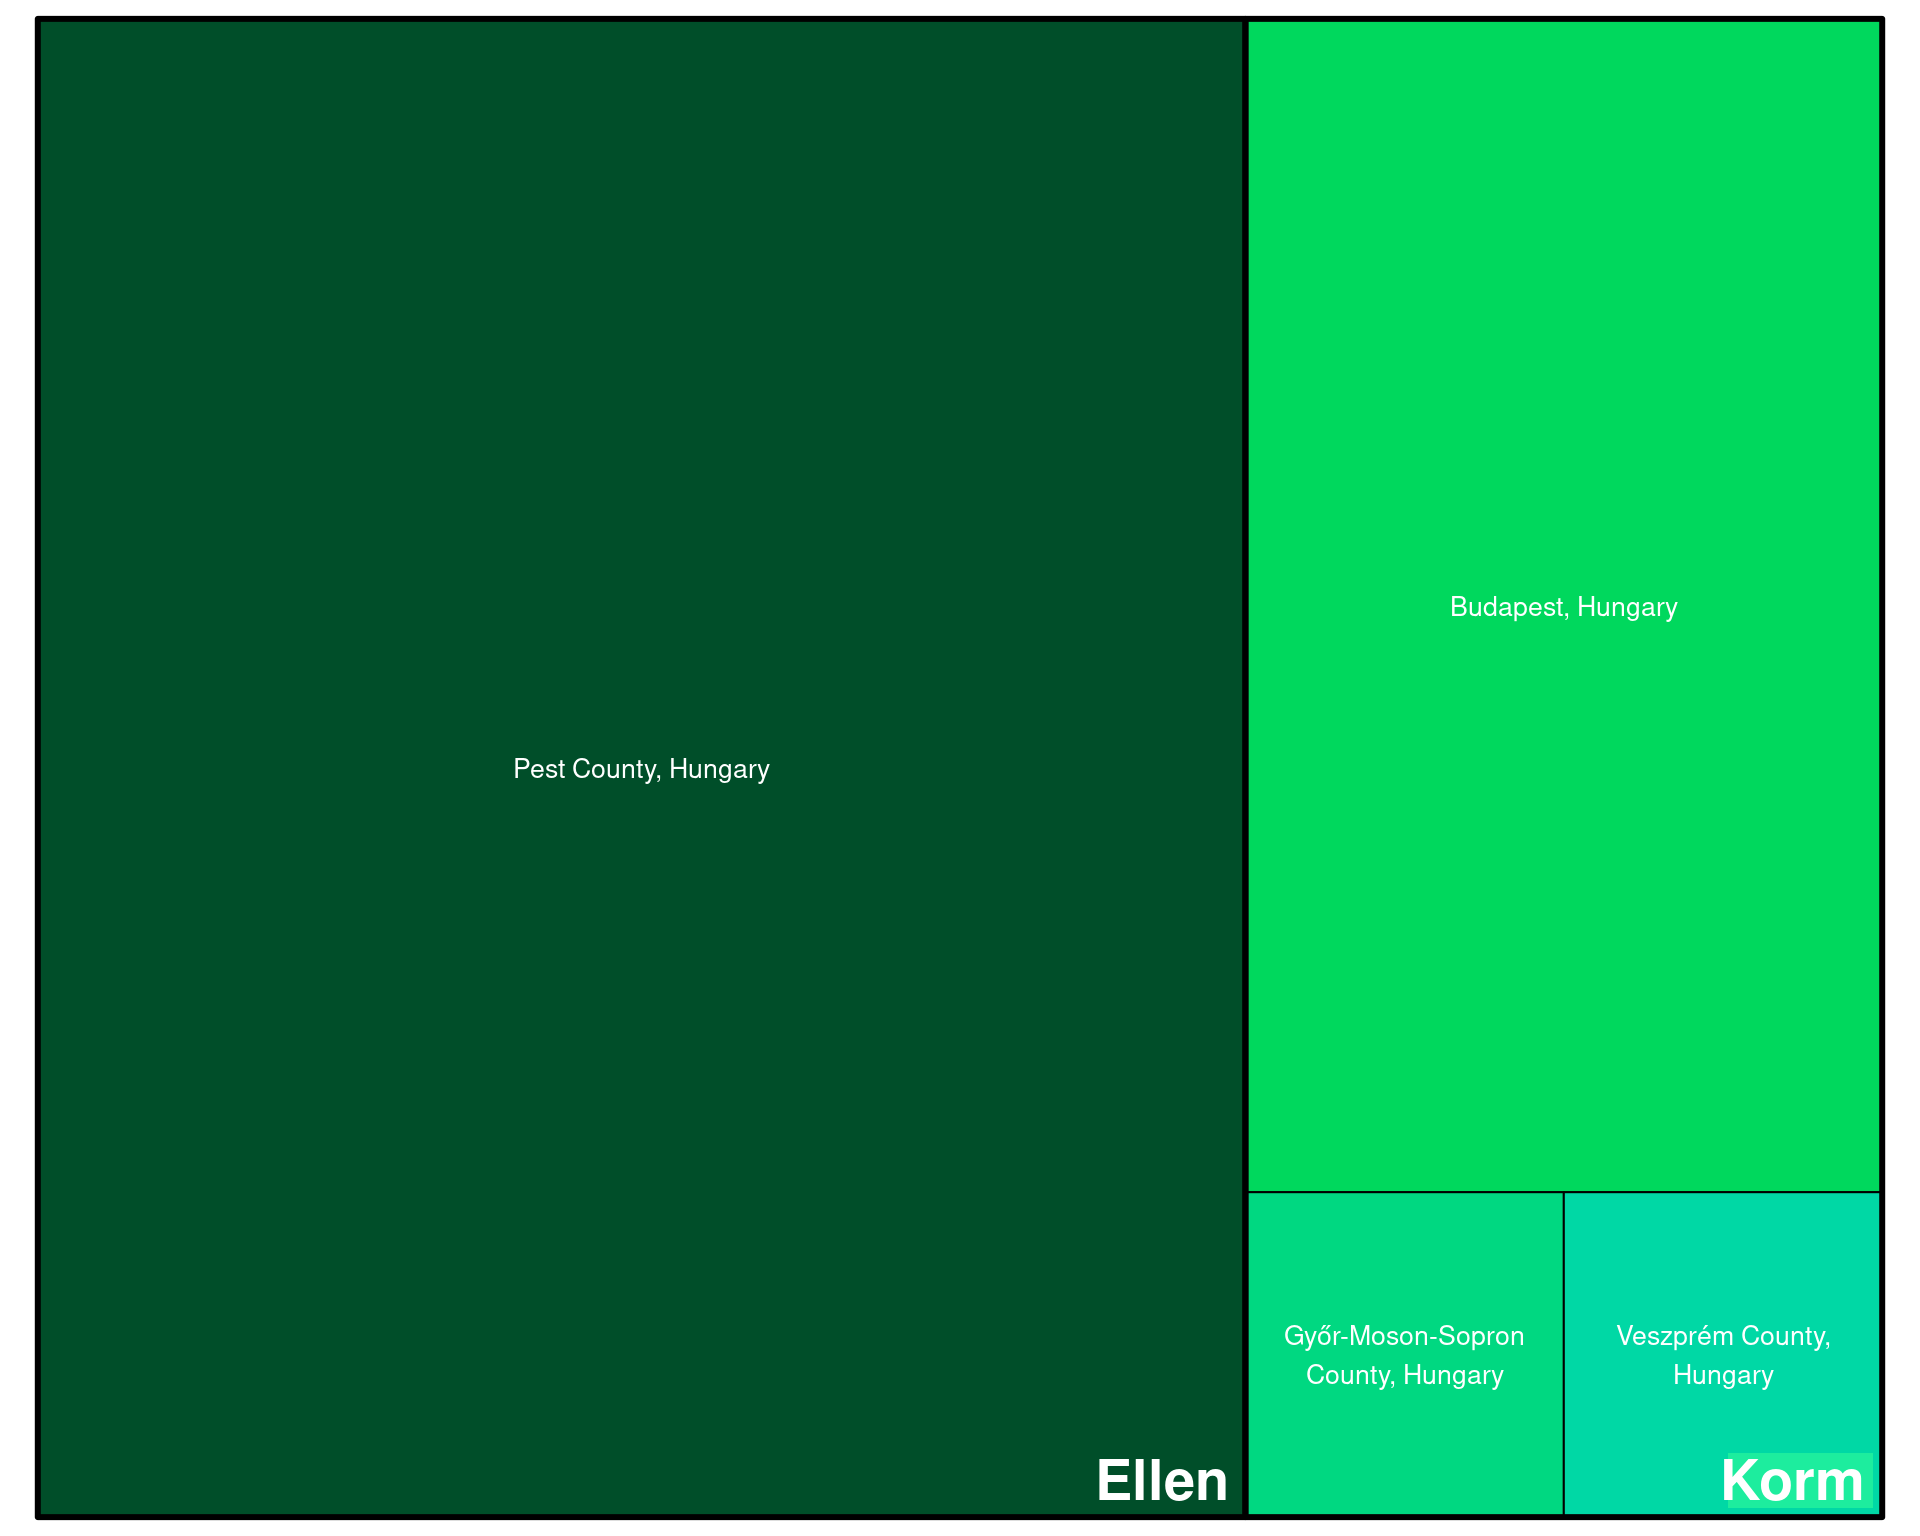 Pest County, Hungary
Ellen
Budapest, Hungary
Győr-Moson-Sopron
County, Hungary
Veszprém County,
Hungary
Korm